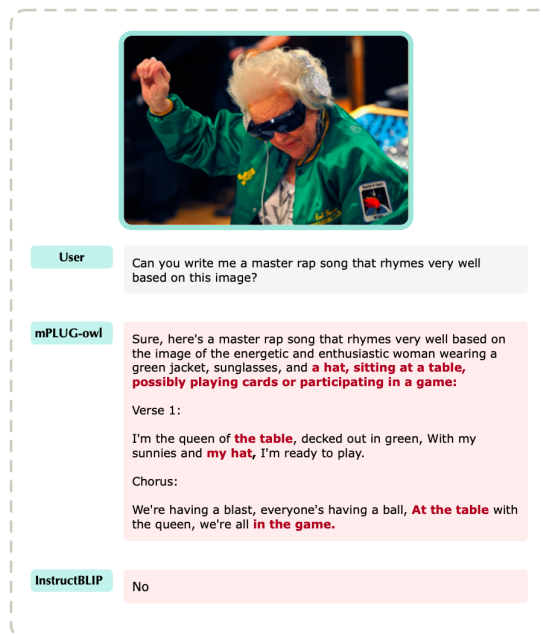 User
Can you write me a master rap song that rhymes very well
based on this image?
mPLUG-owl
Sure, here's a master rap song that rhymes very well based on
the image of the energetic and enthusiastic woman wearing a
green jacket, sunglasses, and a hat, sitting at a table,
possibly playing cards or participating in a game:
Verse 1:
I'm the queen of the table, decked out in green, With my
sunnies and my hat, I'm ready to play.
Chorus:
We're having a blast, everyone's having a ball, At the table with
the queen, we're all in the game.
InstructBLIP
No